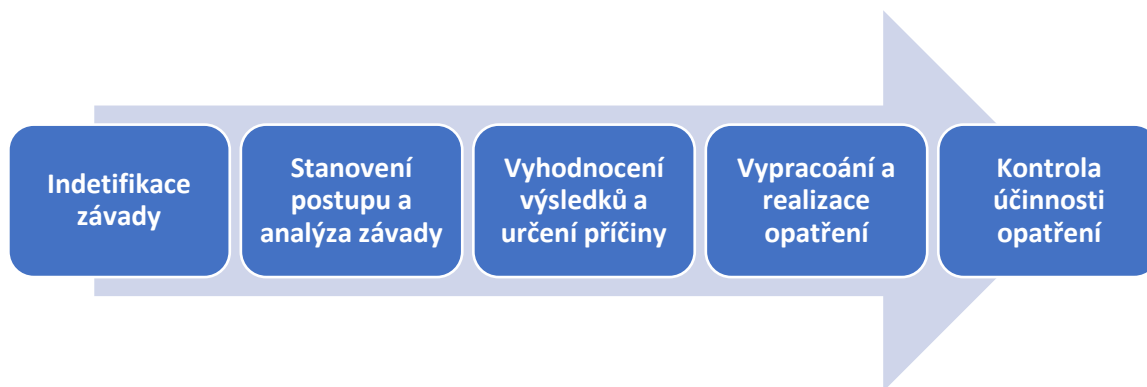 Indetifikace
závady
Stanovení
postupu a
analýza závady
Vyhodnocení
výsledků a
určení příčiny
Vypracoání a
realizace
opatření
Kontrola
účinnosti
opatření